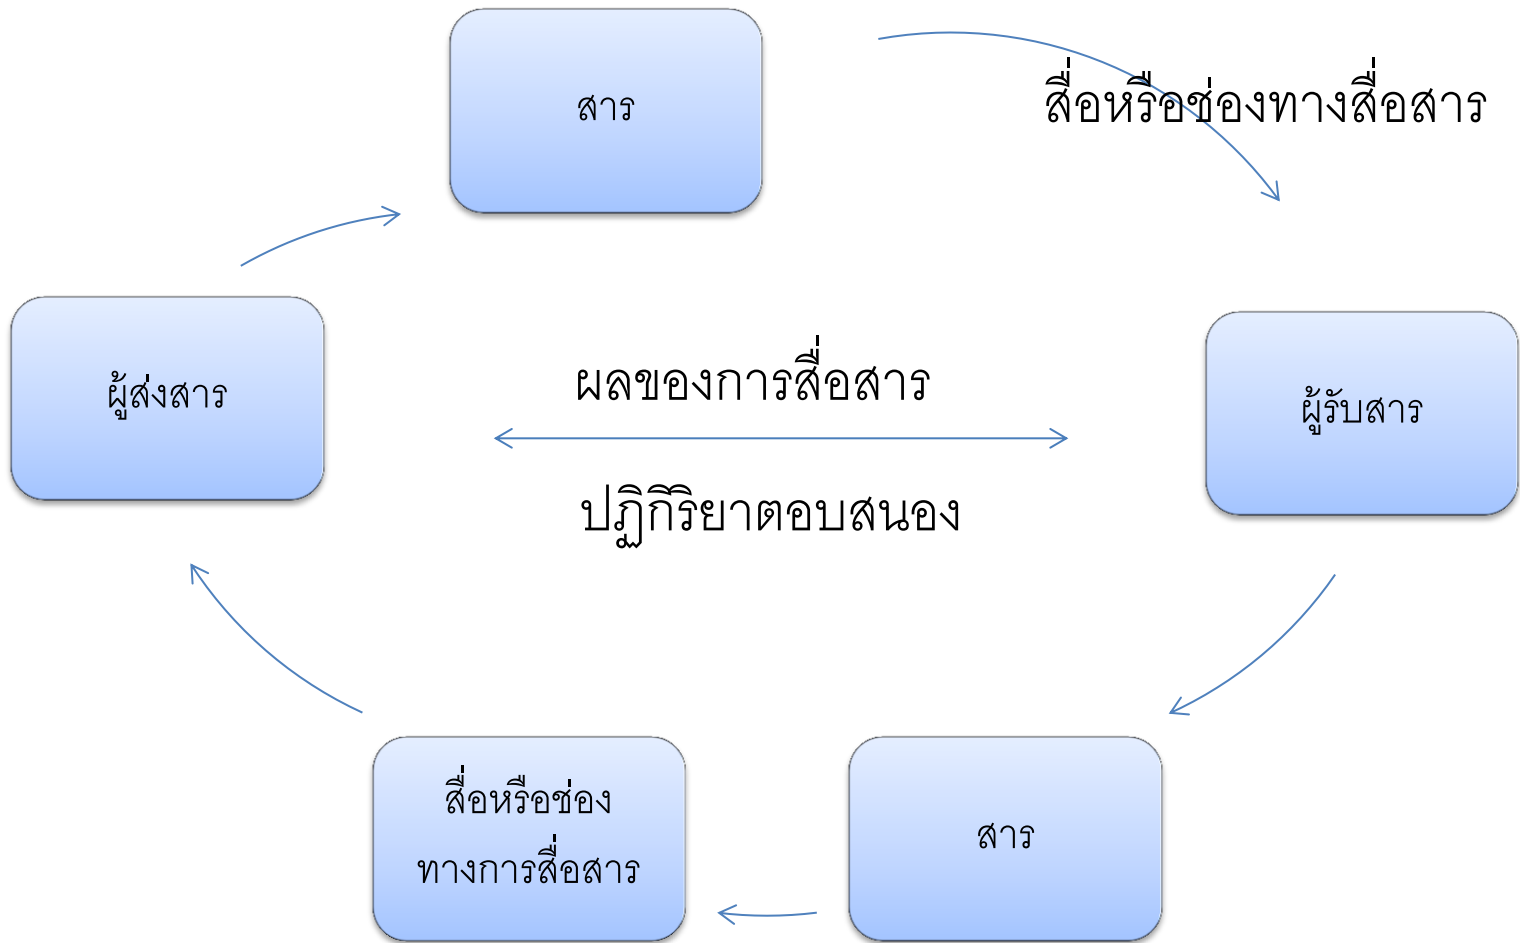 สาร
สื่อหรือช่องทางสื่อสาร
ผู้ส่งสาร
ผลของการสื่อสาร
ผู้รับสาร
ปฏิกิริยาตอบสนอง
สื่อหรือช่อง
ทางการสื่อสาร
สาร